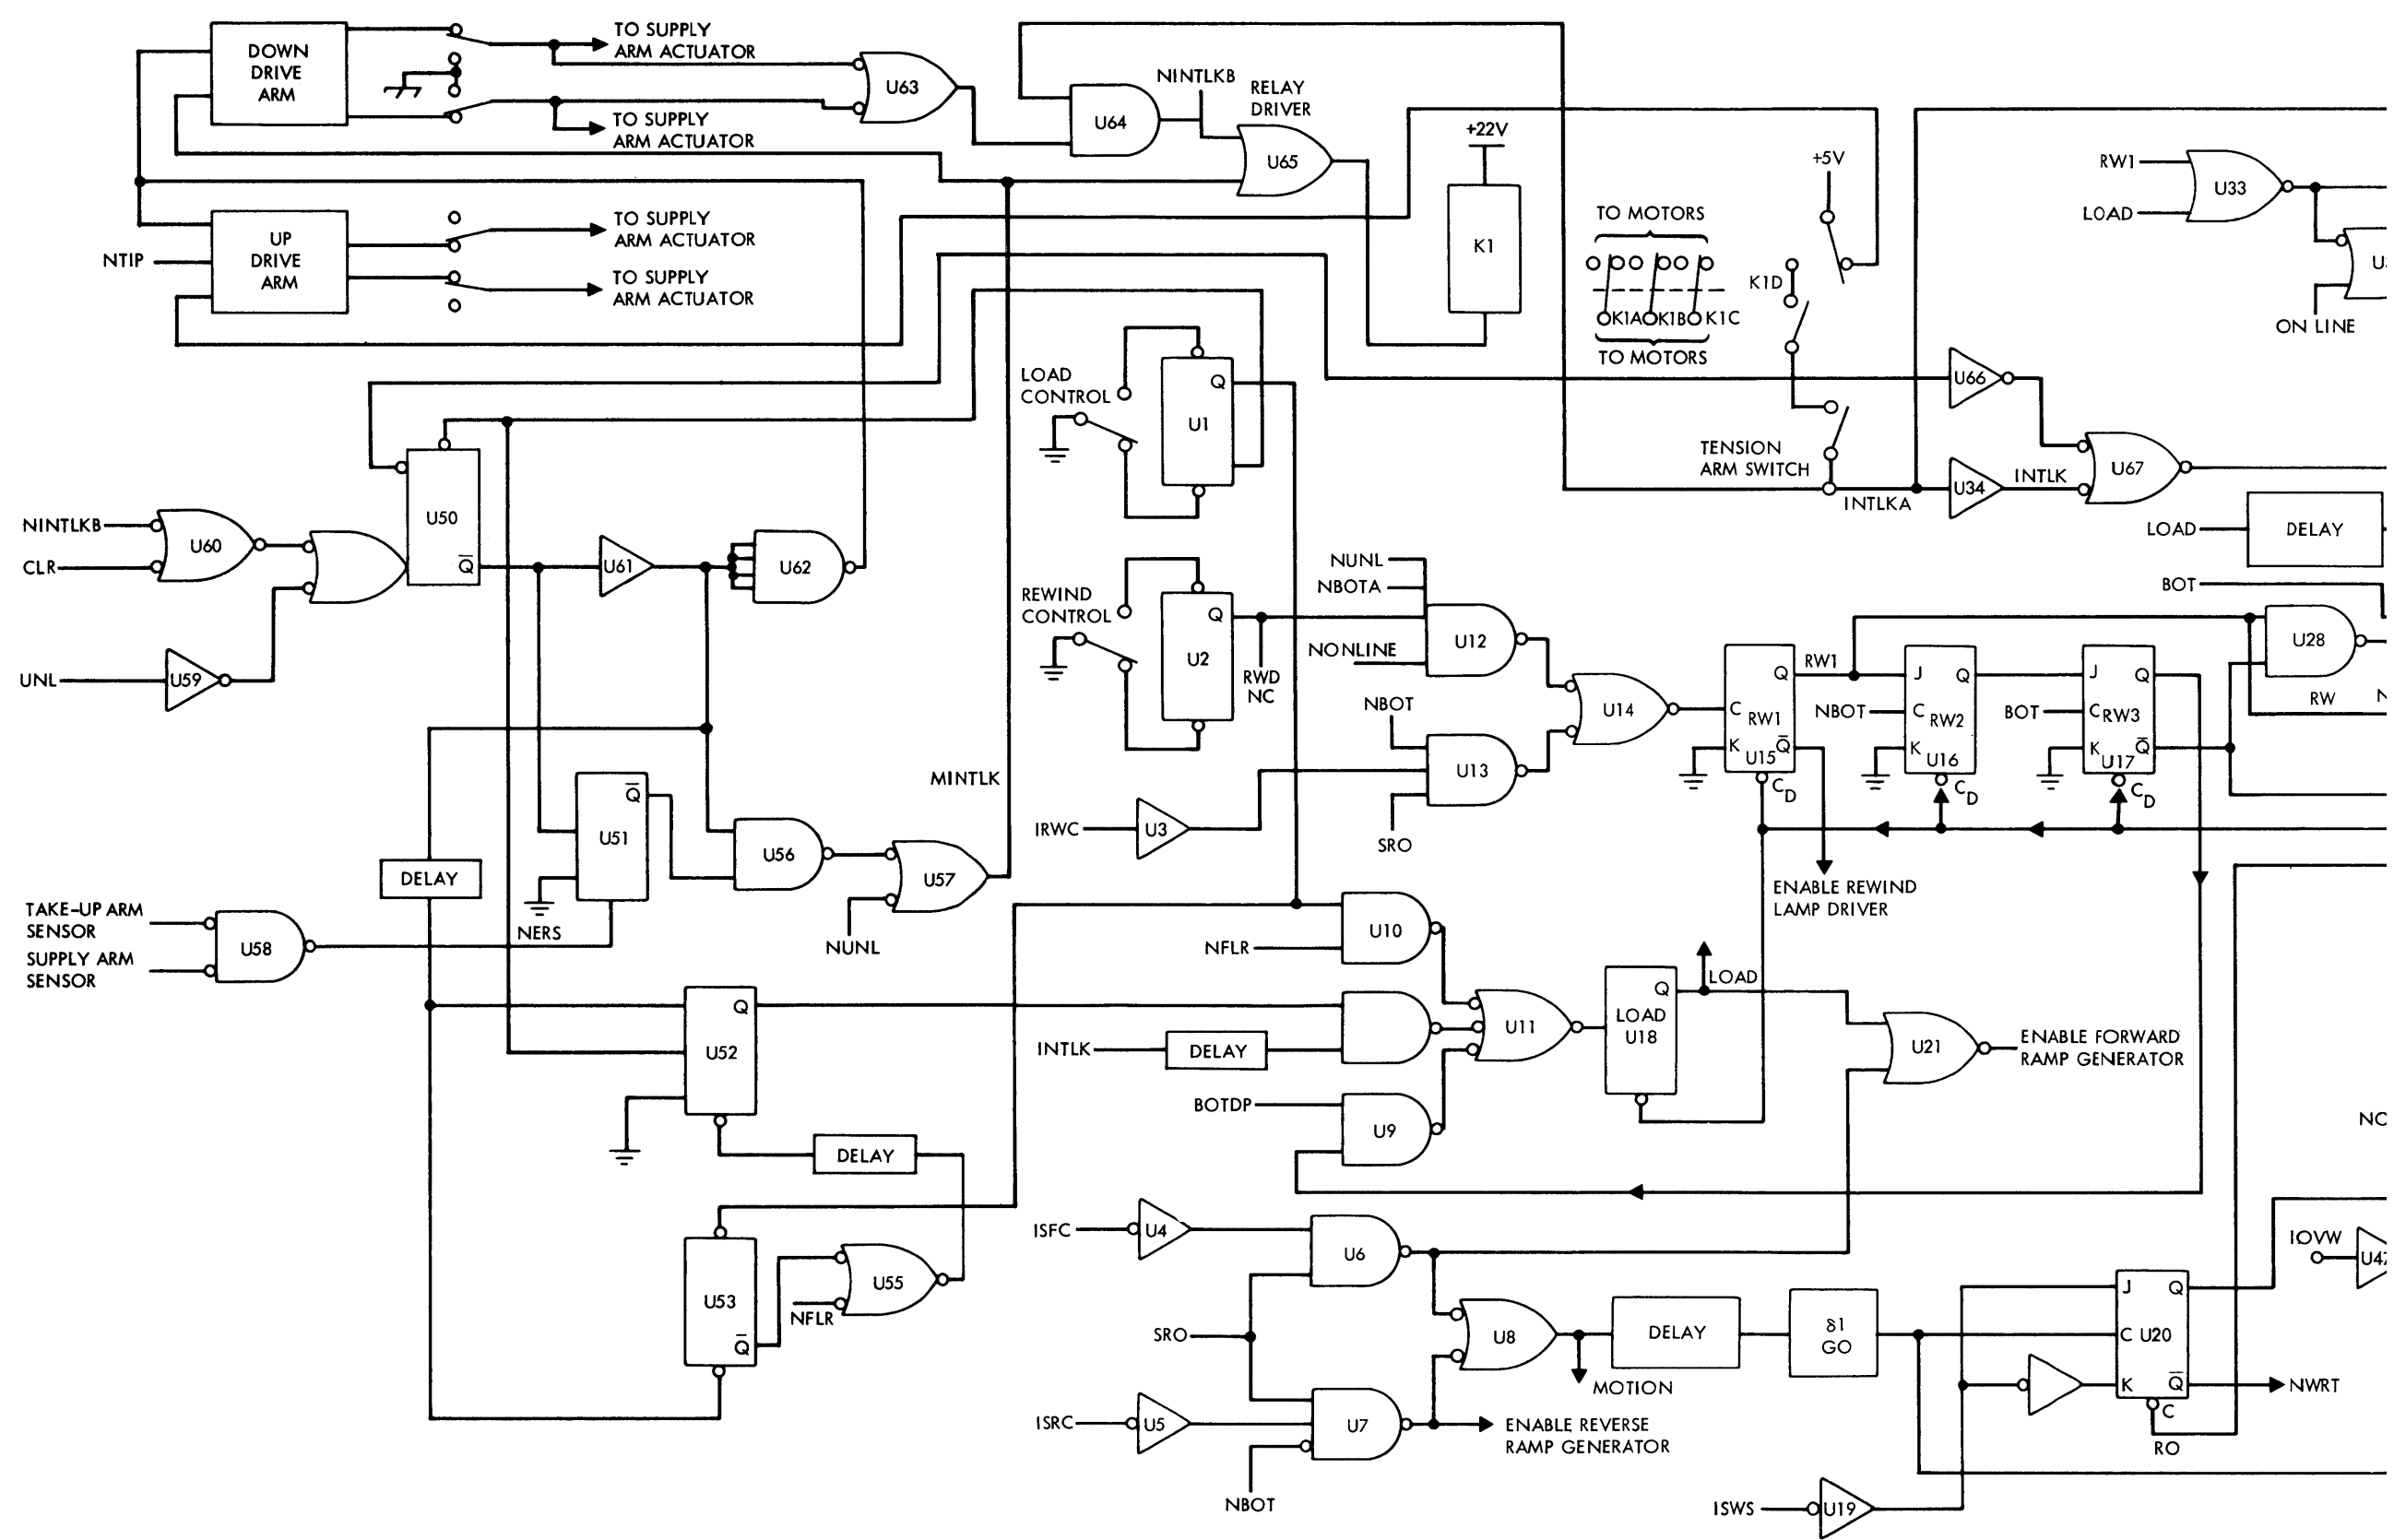 DOWN
DRIVE
ARM
TO SUPPLY
ARM ACTUATOR
TO SUPPLY
ARM ACTUATOR
U63
U64
NINTLKB
RELAY
DRIVER
U65
+22V
K1
TO MOTORS
K1A
K1B
K1C
TO MOTORS
+5V
K1D
RW1
LOAD
U33
ON LINE
UP
DRIVE
ARM
NTIP
TO SUPPLY
ARM ACTUATOR
TO SUPPLY
ARM ACTUATOR
LOAD
CONTROL
Q
U1
TENSION
ARM SWITCH
INTLKA
U66
U34
INTLK
U67
LOAD
DELAY
BOT
NINTLKB
CLR
U60
U50
Q
U61
U62
UNL
U59
REWIND
CONTROL
Q
U2
RWD
NC
NUNL
NBOTA
NONLINE
U12
NBOT
U13
SRO
IRWC
U3
U14
C
RW1
Q
K
Q
U15
CD
RW1
J
Q
NBOT
C
RW2
K
U16
CD
J
Q
BOT
C
RW3
K
Q
U17
CD
U28
RW
ENABLE REWIND
LAMP DRIVER
MINTLK
Q
U51
U56
U57
NUNL
DELAY
TAKE-UP ARM
SENSOR
SUPPLY ARM
SENSOR
U58
NERS
Q
U52
DELAY
U53
Q
U55
NFLR
NFLR
U10
INTLK
DELAY
BOTDP
U9
U11
Q
LOAD
U18
LOAD
U21
ENABLE FORWARD
RAMP GENERATOR
ISFC
U4
U6
SRO
ISRC
U5
U7
NBOT
U8
MOTION
ENABLE REVERSE
RAMP GENERATOR
DELAY
δ1
GO
J
Q
C U20
K
Q
C
RO
NWRT
IOVW
U47
ISWS
U19